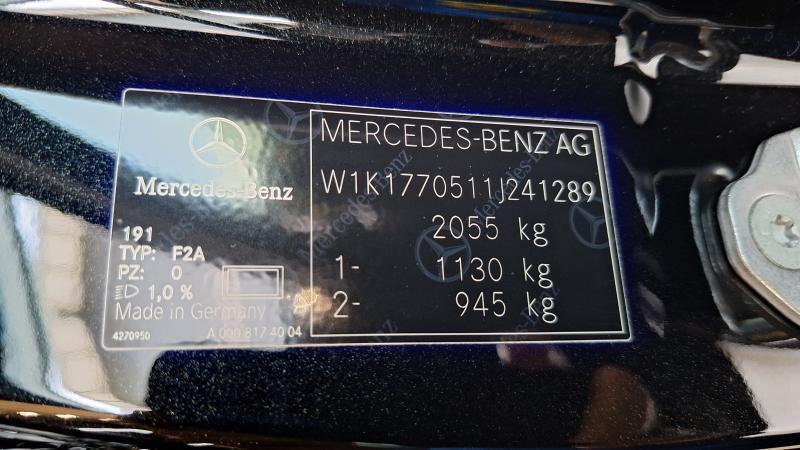 Mercedes-Benz
191
TYP: F2A
PZ: 0
1,0 %
Made in Germany
4270950
A 000 817 40 04
MERCEDES-BENZ AG
W1K1770511J241289
2055 kg
1- 1130 kg
2- 945 kg